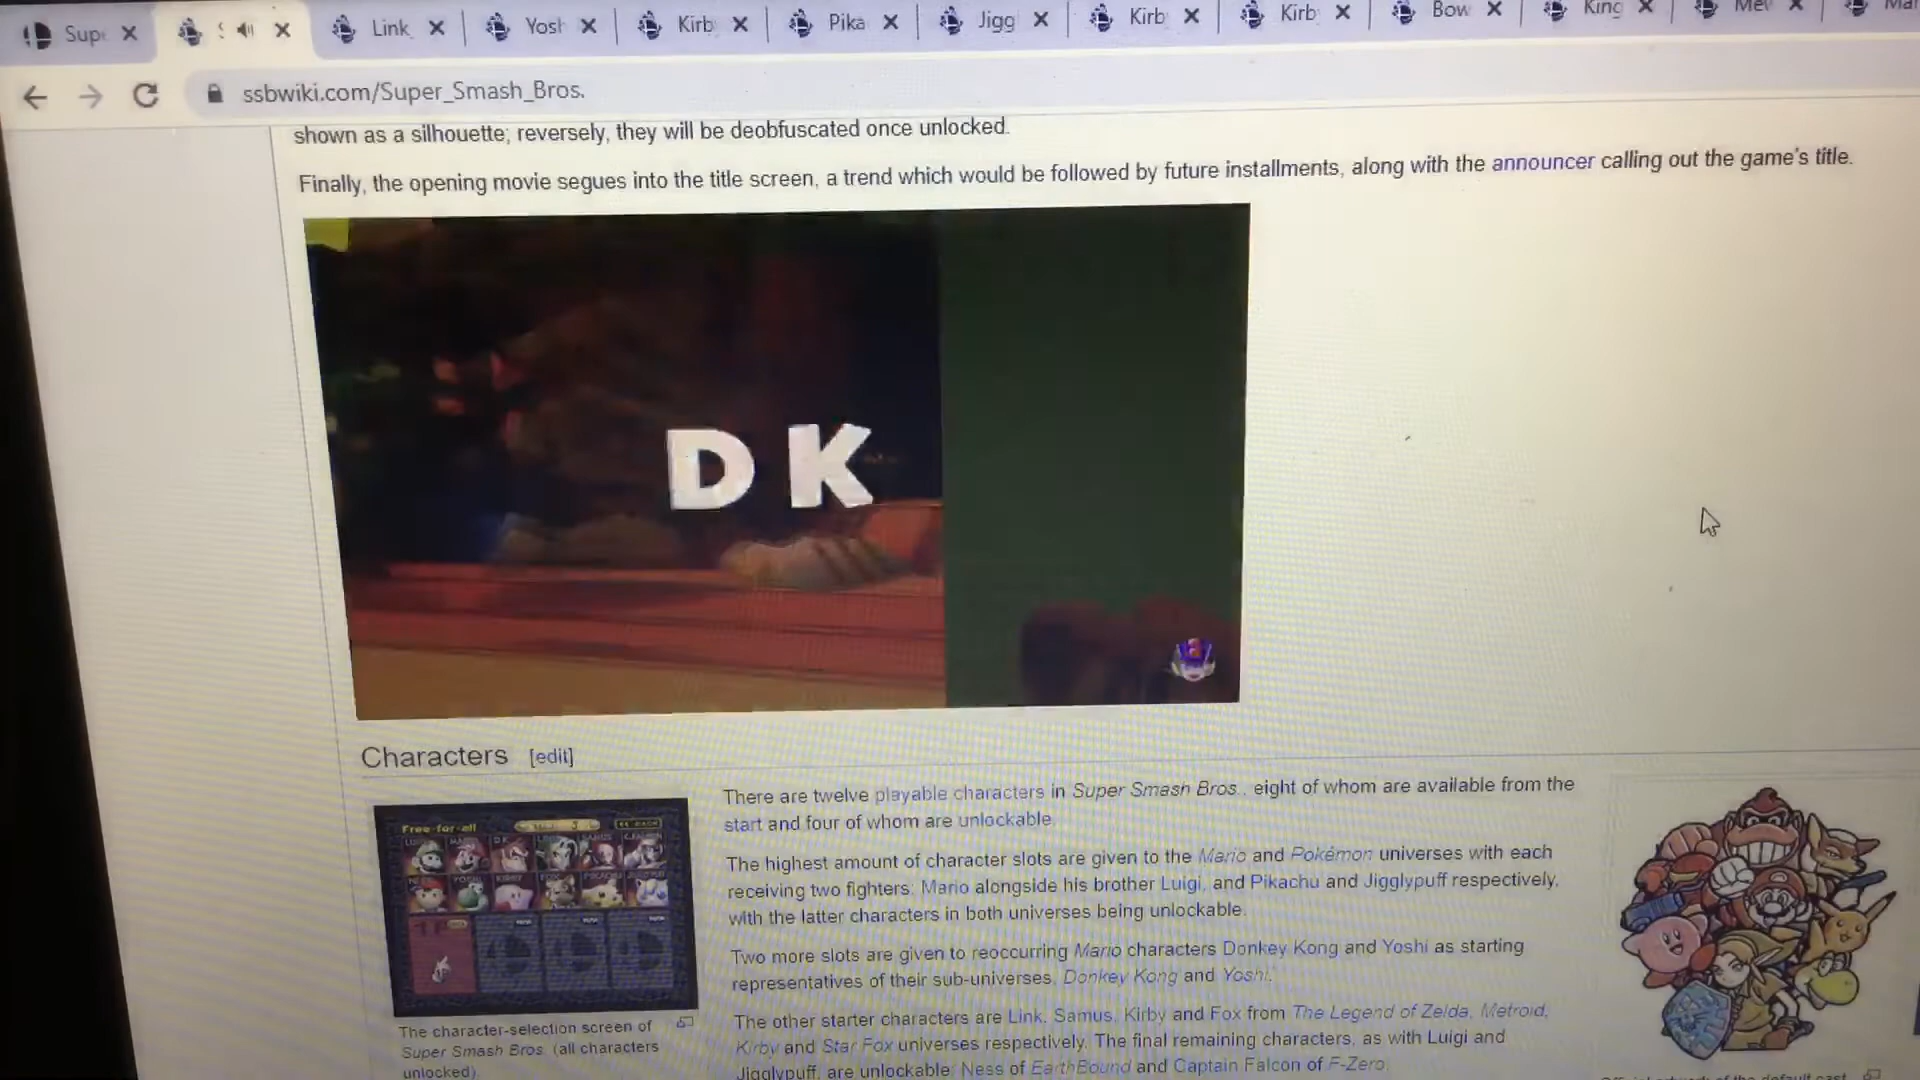 Sup
Link
Yosh
Kirb
Pika
Jigg
Kirb
Kirb
Bow
King
Mar
ssbwiki.com/Super_Smash_Bros.
shown as a silhouette; reversely, they will be deobfuscated once unlocked.
Finally, the opening movie segues into the title screen, a trend which would be followed by future installments, along with the announcer calling out the game's title.
DK
Characters [edit]
There are twelve playable characters in Super Smash Bros., eight of whom are available from the
start and four of whom are unlockable.
The highest amount of character slots are given to the Mario and Pokémon universes with each
receiving two fighters: Mario alongside his brother Luigi, and Pikachu and Jigglypuff respectively,
with the latter characters in both universes being unlockable.
Two more slots are given to reoccurring Mario characters Donkey Kong and Yoshi as starting
representatives of their sub-universes, Donkey Kong and Yoshi.
The other starter characters are Link, Samus, Kirby and Fox from The Legend of Zelda, Metroid,
Kirby and Star Fox universes respectively. The final remaining characters, as with Luigi and
Jigglypuff, are unlockable: Ness of EarthBound and Captain Falcon of F-Zero.
Free-for-all
The character-selection screen of
Super Smash Bros. (all characters
unlocked).